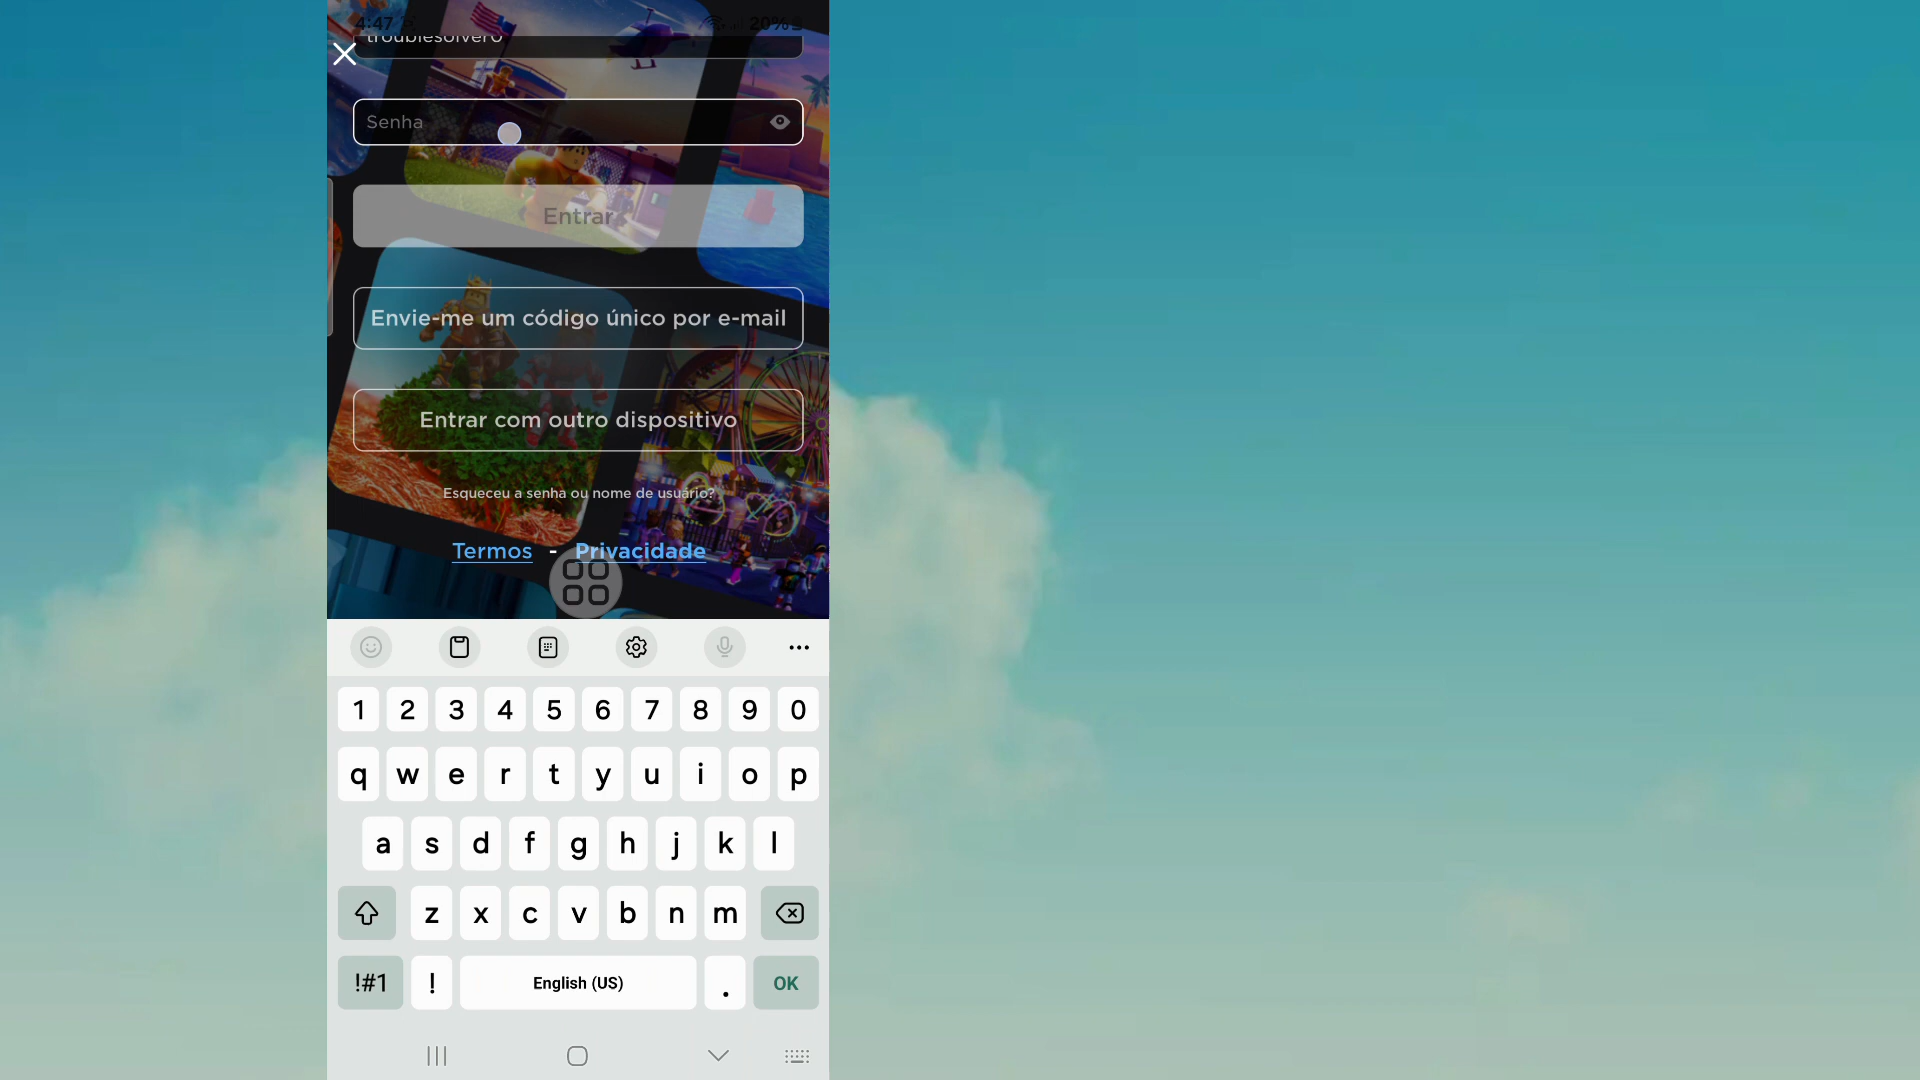 4:47
20%
troublesolver0
Senha
Entrar
Envie-me um código único por e-mail
Entrar com outro dispositivo
Esqueceu a senha ou nome de usuário?
Termos - Privacidade
1 2 3 4 5 6 7 8 9 0
q w e r t y u i o p
a s d f g h j k l
z x c v b n m
!#1 ! English (US) . OK